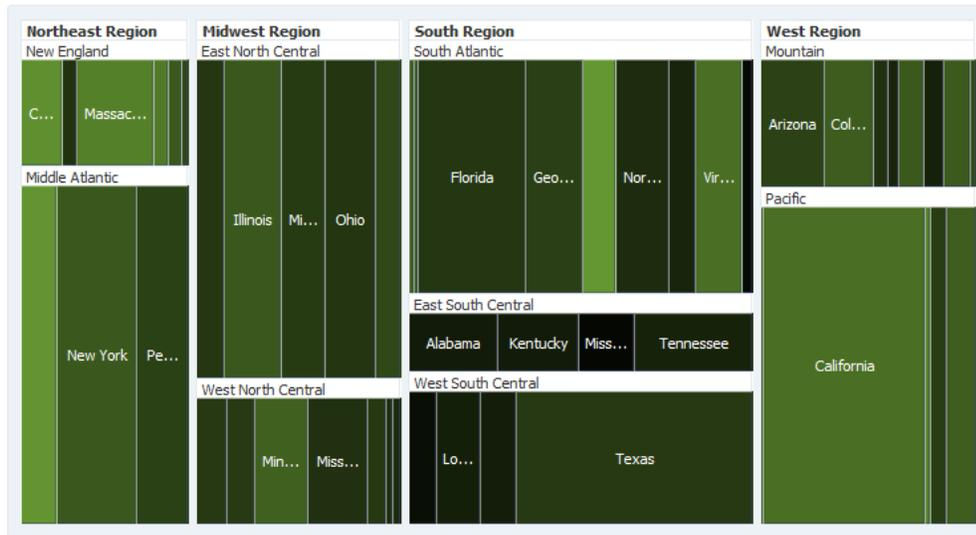 Northeast Region
New England
C...
Massac...
Middle Atlantic
New York
Pe...
Midwest Region
East North Central
Illinois
Mi...
Ohio
West North Central
Min...
Miss...
South Region
South Atlantic
Florida
Geo...
Nor...
Vir...
East South Central
Alabama
Kentucky
Miss...
Tennessee
West South Central
Lo...
Texas
West Region
Mountain
Arizona
Col...
Pacific
California